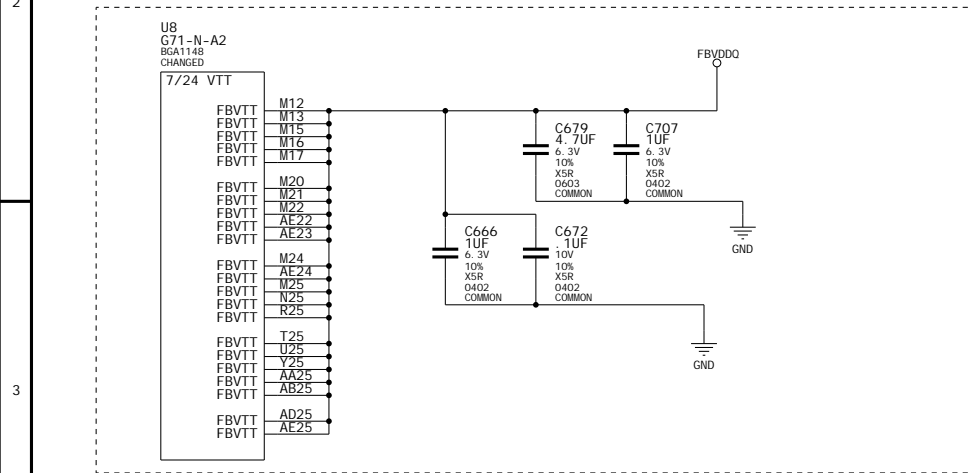 2
U8
G71-N-A2
BGA1148
CHANGED
7/24 VTT
FBVTT M12
FBVTT M13
FBVTT M15
FBVTT M16
FBVTT M17
FBVTT M20
FBVTT M21
FBVTT M22
FBVTT AE22
FBVTT AE23
FBVTT M24
FBVTT AE24
FBVTT M25
FBVTT N25
FBVTT R25
FBVTT T25
FBVTT U25
FBVTT Y25
FBVTT AA25
FBVTT AB25
FBVTT AD25
FBVTT AE25
FBVDDQ
C679
4.7UF
6.3V
10%
X5R
0603
COMMON
C707
1UF
6.3V
10%
X5R
0402
COMMON
GND
C666
1UF
6.3V
10%
X5R
0402
COMMON
C672
.1UF
10V
10%
X5R
0402
COMMON
GND
3